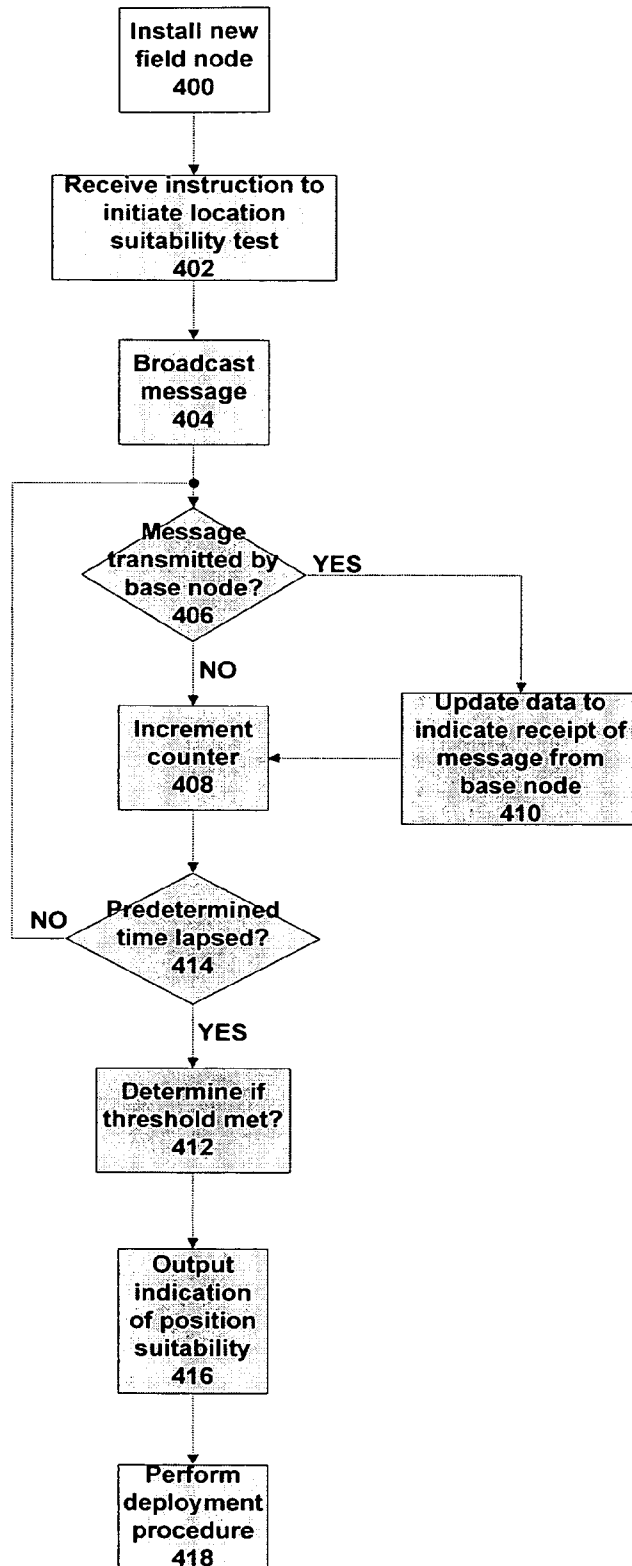 Install new
field node
400
Receive instruction to
initiate location
suitability test
402
Broadcast
message
404
Message
transmitted by
base node?
406
YES
NO
Increment
counter
408
Update data to
indicate receipt of
message from
base node
410
NO
Predetermined
time lapsed?
414
YES
Determine if
threshold met?
412
Output
indication
of position
suitability
416
Perform
deployment
procedure
418